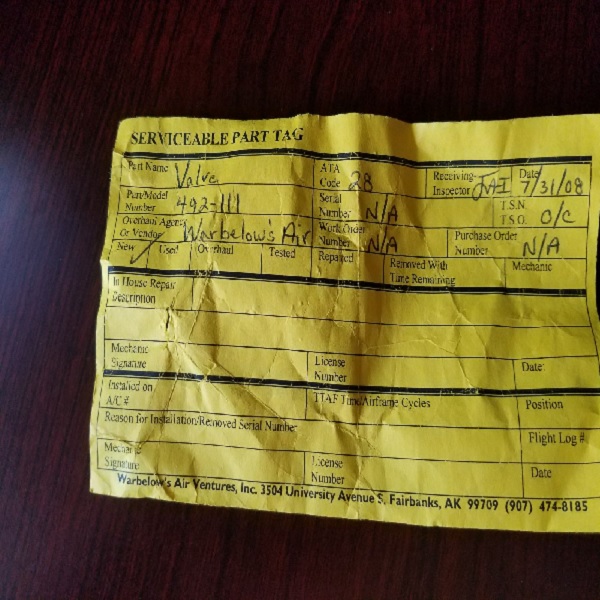 SERVICEABLE PART TAG
Part Name Valve ATA Code 28 Receiving Inspector Date 7/31/08
Part/Model Number 492-111 Serial Number N/A T.S.N. T.S.O. O/C
Overhaul Agency Or Vendor Warbelow's Air Work Order Number N/A Purchase Order Number N/A
New ✓ Used Overhaul Tested Repaired Removed With Time Remaining Mechanic
In House Repair Description
Mechanic Signature License Number Date:
Installed on A/C # TTAF Time/Airframe Cycles Position
Reason for Installation/Removed Serial Number Flight Log #
Mechanic Signature License Number Date
Warbelow's Air Ventures, Inc. 3504 University Avenue S. Fairbanks, AK 99709 (907) 474-8185